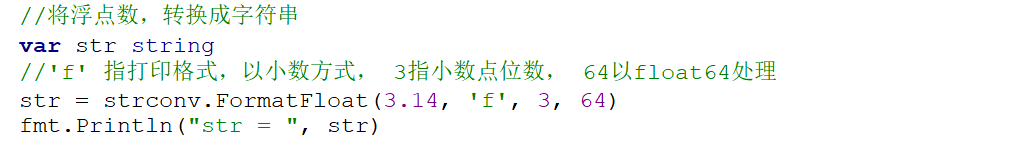 //将浮点数，转换成字符串
var str string
//'f' 指打印格式，以小数方式， 3指小数点位数， 64以float64处理
str = strconv.FormatFloat(3.14, 'f', 3, 64)
fmt.Println("str = ", str)